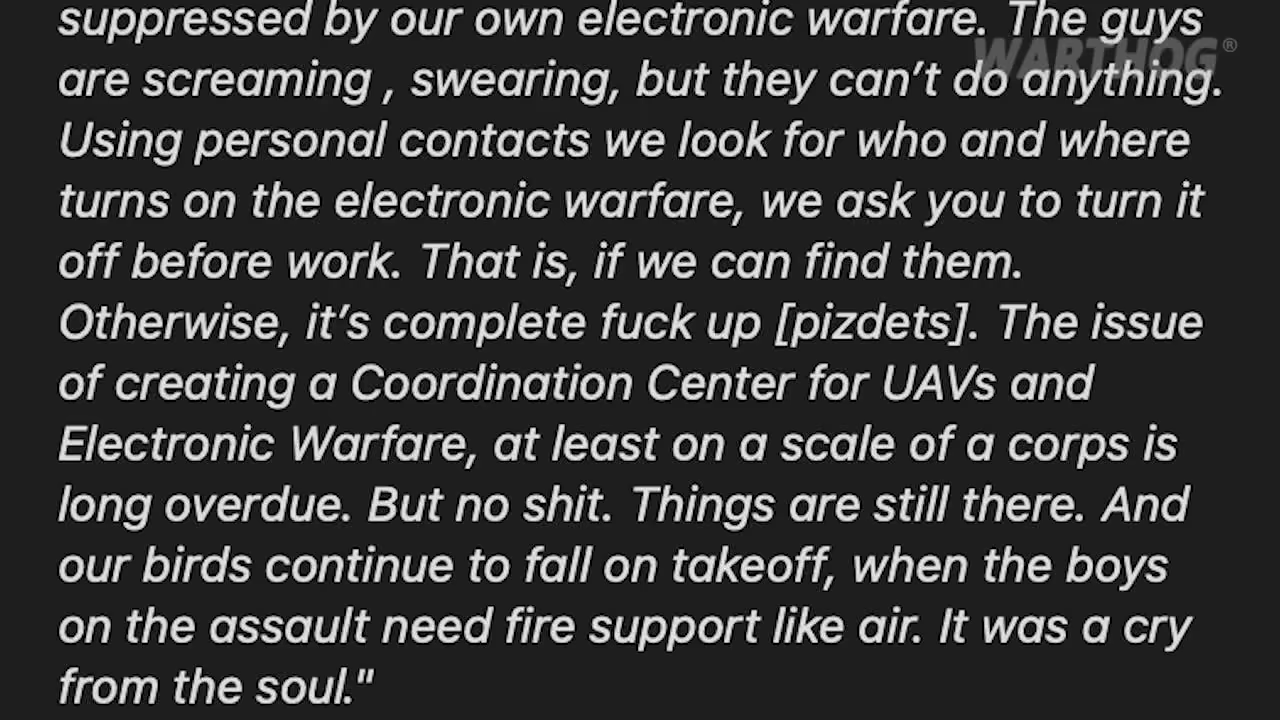 suppressed by our own electronic warfare. The guys
WARTHOG®
are screaming , swearing, but they can’t do anything.
Using personal contacts we look for who and where
turns on the electronic warfare, we ask you to turn it
off before work. That is, if we can find them.
Otherwise, it’s complete fuck up [pizdets]. The issue
of creating a Coordination Center for UAVs and
Electronic Warfare, at least on a scale of a corps is
long overdue. But no shit. Things are still there. And
our birds continue to fall on takeoff, when the boys
on the assault need fire support like air. It was a cry
from the soul."